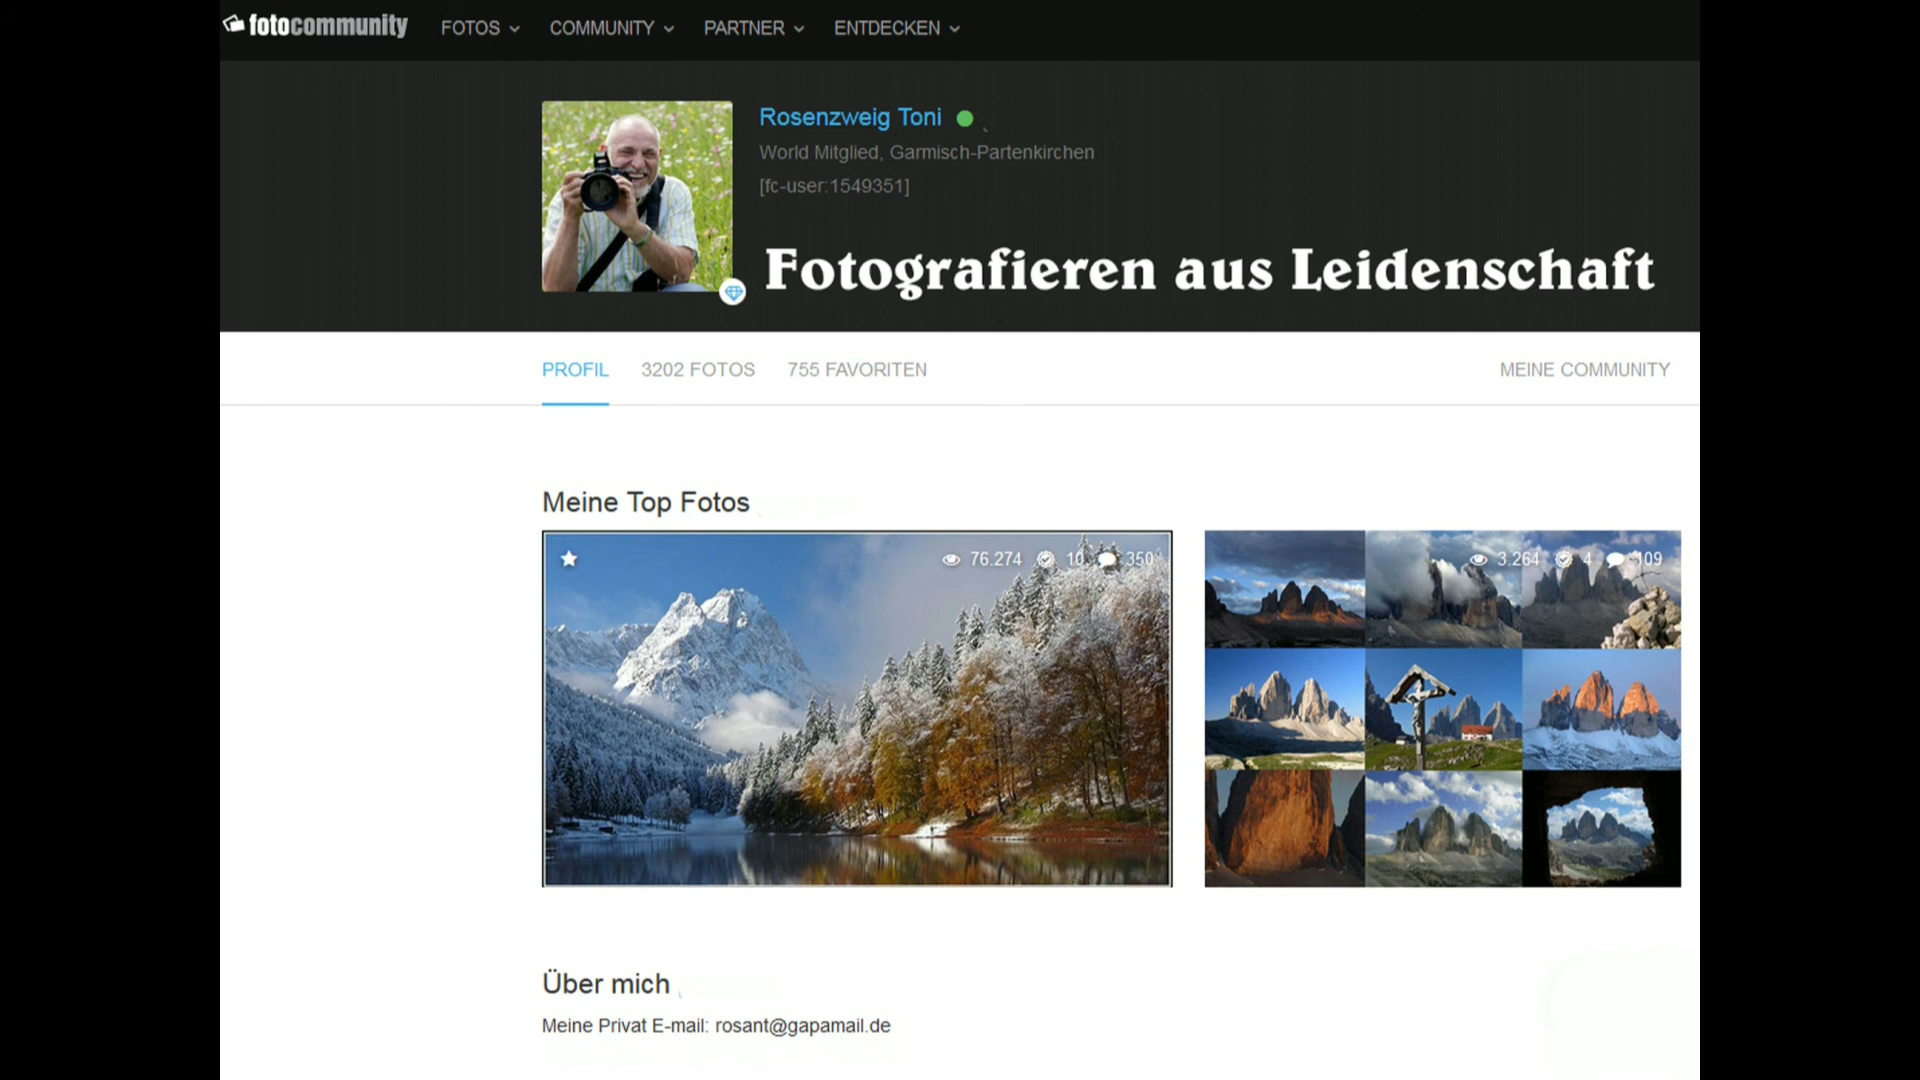 fotocommunity FOTOS COMMUNITY PARTNER ENTDECKEN
Rosenzweig Toni
World Mitglied, Garmisch-Partenkirchen
[fc-user:1549351]
Fotografieren aus Leidenschaft
PROFIL 3202 FOTOS 755 FAVORITEN MEINE COMMUNITY
Meine Top Fotos
76.274 10 350 3.264 4 109
Über mich
Meine Privat E-mail: rosant@gapamail.de